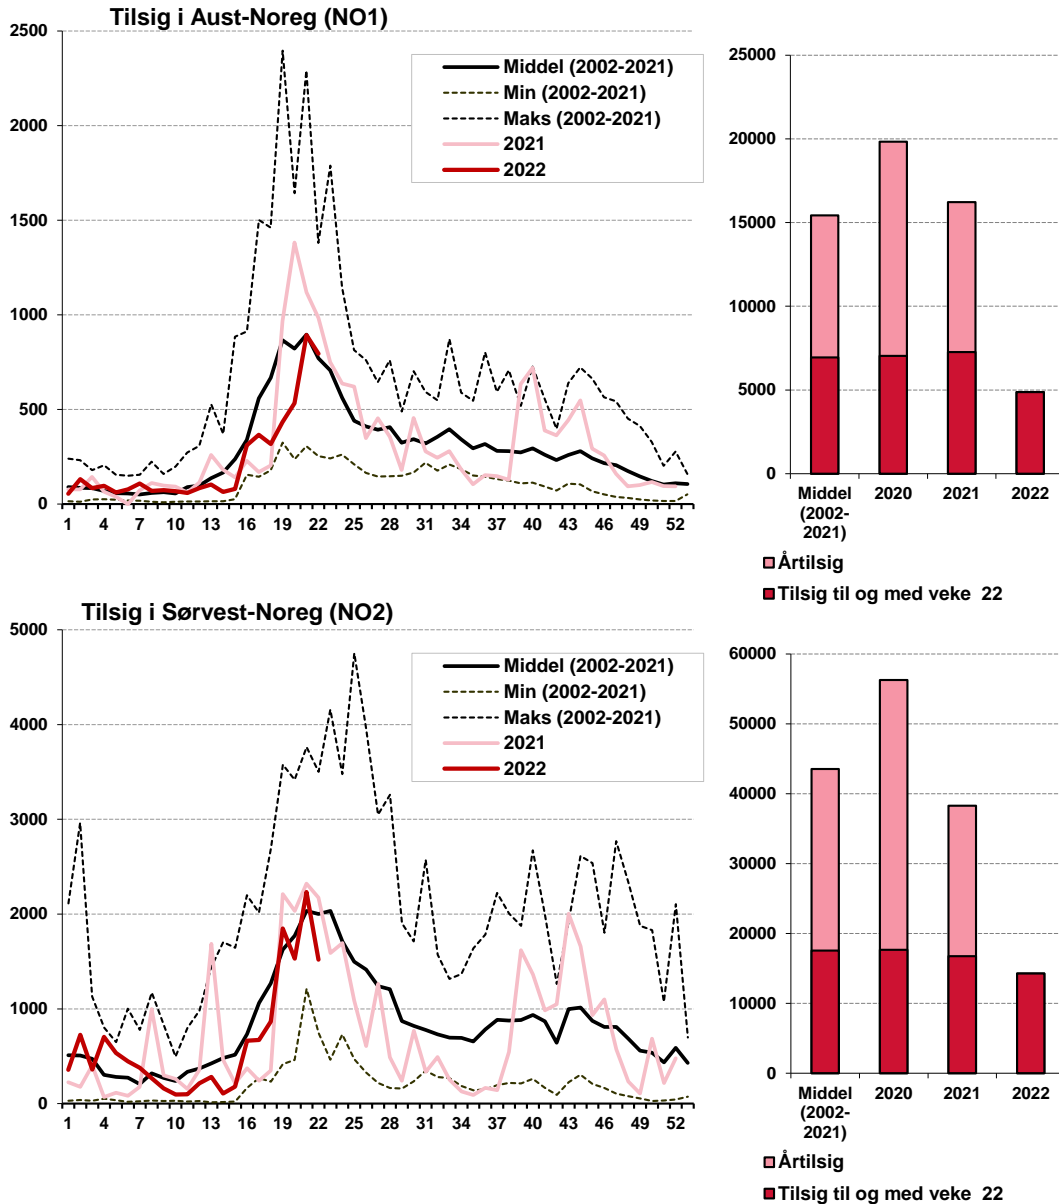 Tilsig i Aust-Noreg (NO1)
2500
2000
1500
1000
500
0
1 4 7 10 13 16 19 22 25 28 31 34 37 40 43 46 49 52
Middel (2002-2021)
Min (2002-2021)
Maks (2002-2021)
2021
2022
25000
20000
15000
10000
5000
0
Middel 2020 2021 2022
(2002-
2021)
Årtilsig
Tilsig til og med veke 22
Tilsig i Sørvest-Noreg (NO2)
5000
4000
3000
2000
1000
0
1 4 7 10 13 16 19 22 25 28 31 34 37 40 43 46 49 52
Middel (2002-2021)
Min (2002-2021)
Maks (2002-2021)
2021
2022
60000
50000
40000
30000
20000
10000
0
Middel 2020 2021 2022
(2002-
2021)
Årtilsig
Tilsig til og med veke 22